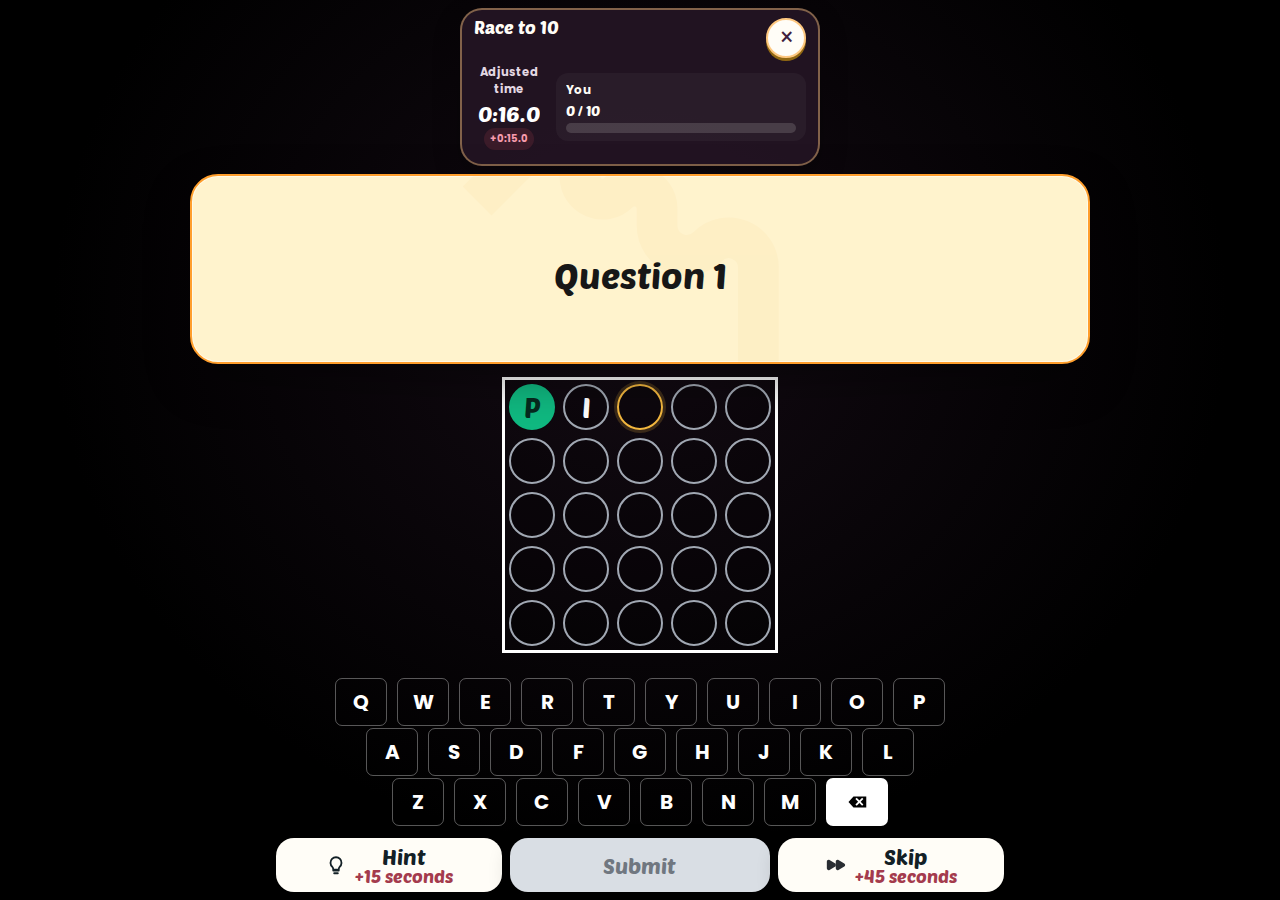 Race to 10
×
Adjusted
time
0:16.0
+0:15.0
You
0 / 10
Question 1
P I
Q W E R T Y U I O P
A S D F G H J K L
Z X C V B N M
Hint
+15 seconds
Submit
Skip
+45 seconds